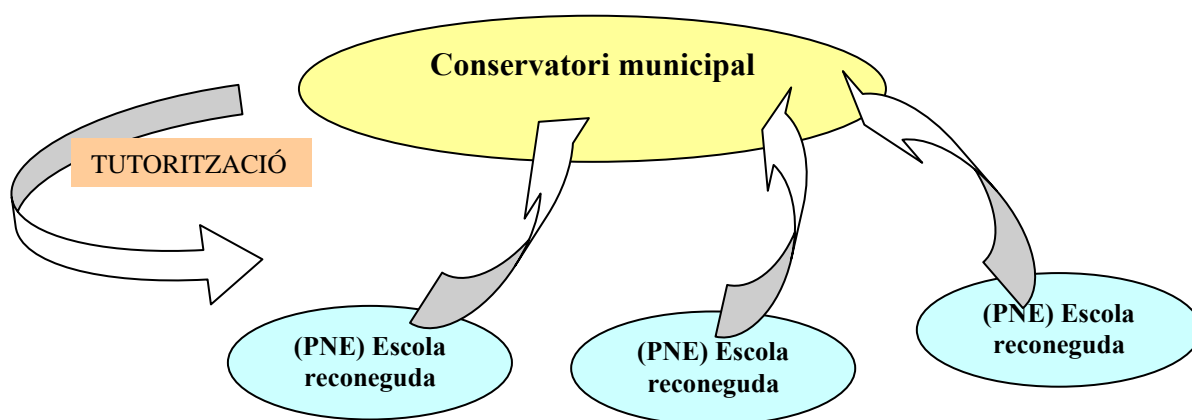 Conservatori municipal
TUTORITZACIÓ
(PNE) Escola
reconeguda
(PNE) Escola
reconeguda
(PNE) Escola
reconeguda